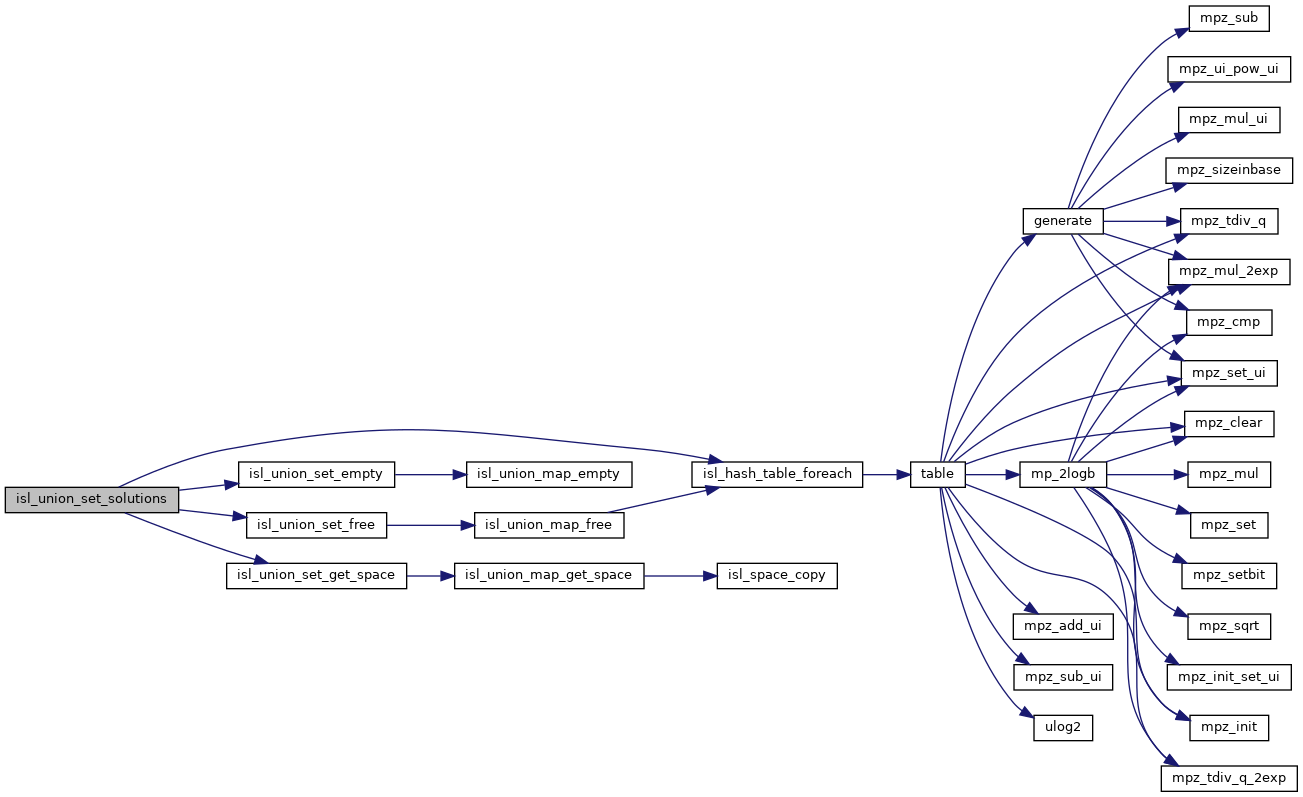 isl_union_set_solutions
isl_union_set_empty
isl_union_set_free
isl_union_set_get_space
isl_union_map_empty
isl_union_map_free
isl_union_map_get_space
isl_hash_table_foreach
isl_space_copy
table
generate
mp_2logb
mpz_add_ui
mpz_sub_ui
ulog2
mpz_sub
mpz_ui_pow_ui
mpz_mul_ui
mpz_sizeinbase
mpz_tdiv_q
mpz_mul_2exp
mpz_cmp
mpz_set_ui
mpz_clear
mpz_mul
mpz_set
mpz_setbit
mpz_sqrt
mpz_init_set_ui
mpz_init
mpz_tdiv_q_2exp